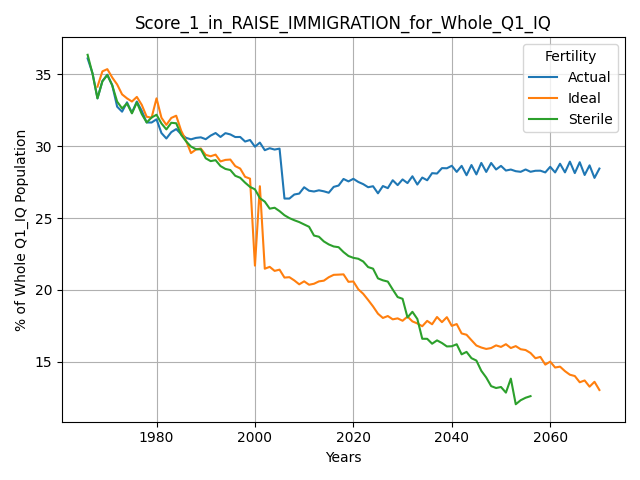 Score_1_in_RAISE_IMMIGRATION_for_Whole_Q1_IQ
Fertility
Actual
Ideal
Sterile
% of Whole Q1_IQ Population
35
30
25
20
15
1980
2000
2020
2040
2060
Years